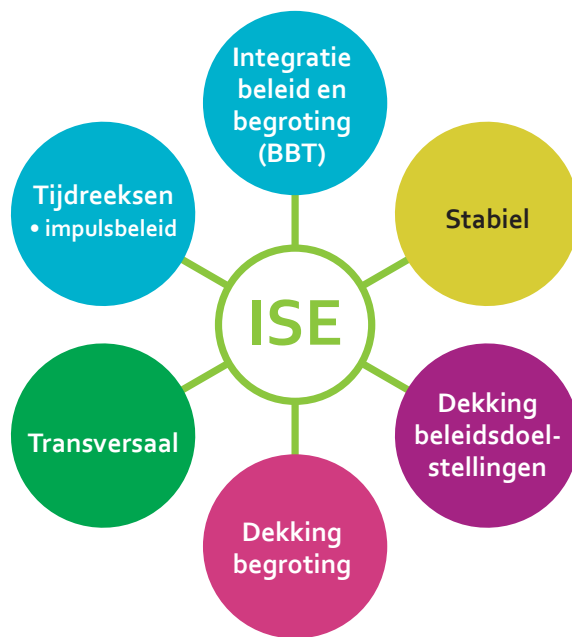 Integratie
beleid en
begroting
(BBT)
Tijdreeksen
• impulsbeleid
Stabiel
ISE
Transversaal
Dekking
beleidsdoel-
stellingen
Dekking
begroting